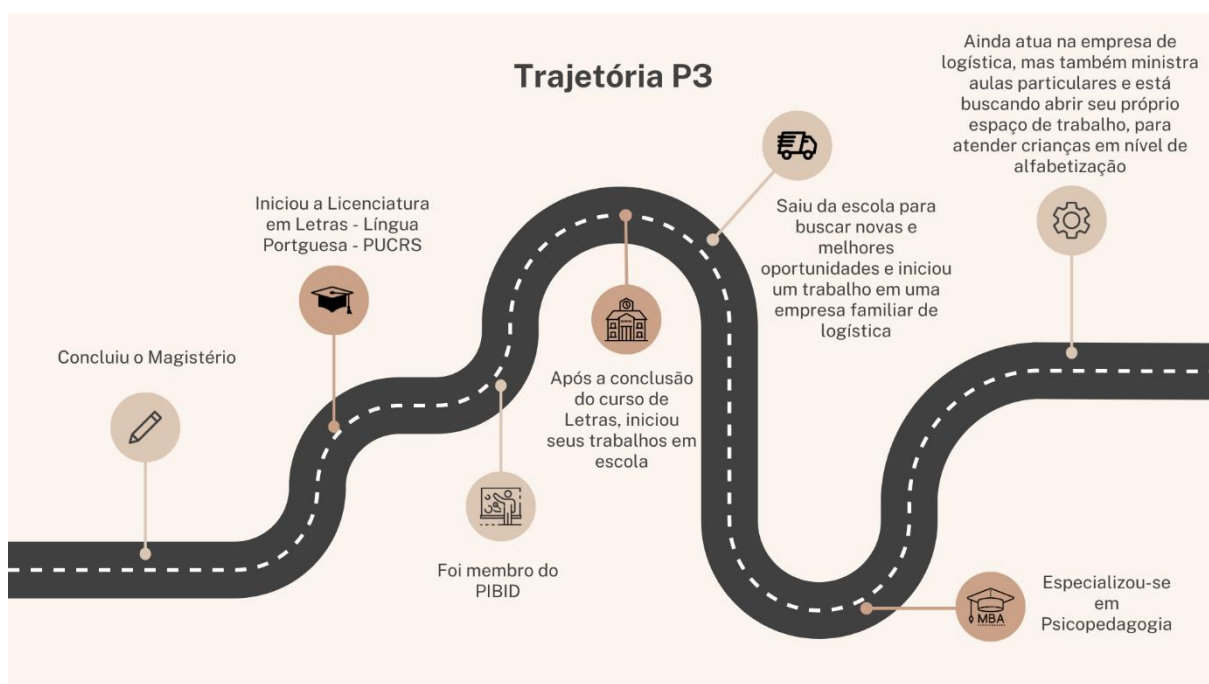 Trajetória P3
Concluiu o Magistério
Iniciou a Licenciatura
em Letras - Língua
Portguesa - PUCRS
Foi membro do
PIBID
Após a conclusão
do curso de
Letras, iniciou
seus trabalhos em
escola
Saiu da escola para
buscar novas e
melhores
oportunidades e iniciou
um trabalho em uma
empresa familiar de
logística
MBA
Especializou-se
em
Psicopedagogia
Ainda atua na empresa de
logística, mas também ministra
aulas particulares e está
buscando abrir seu próprio
espaço de trabalho, para
atender crianças em nível de
alfabetização